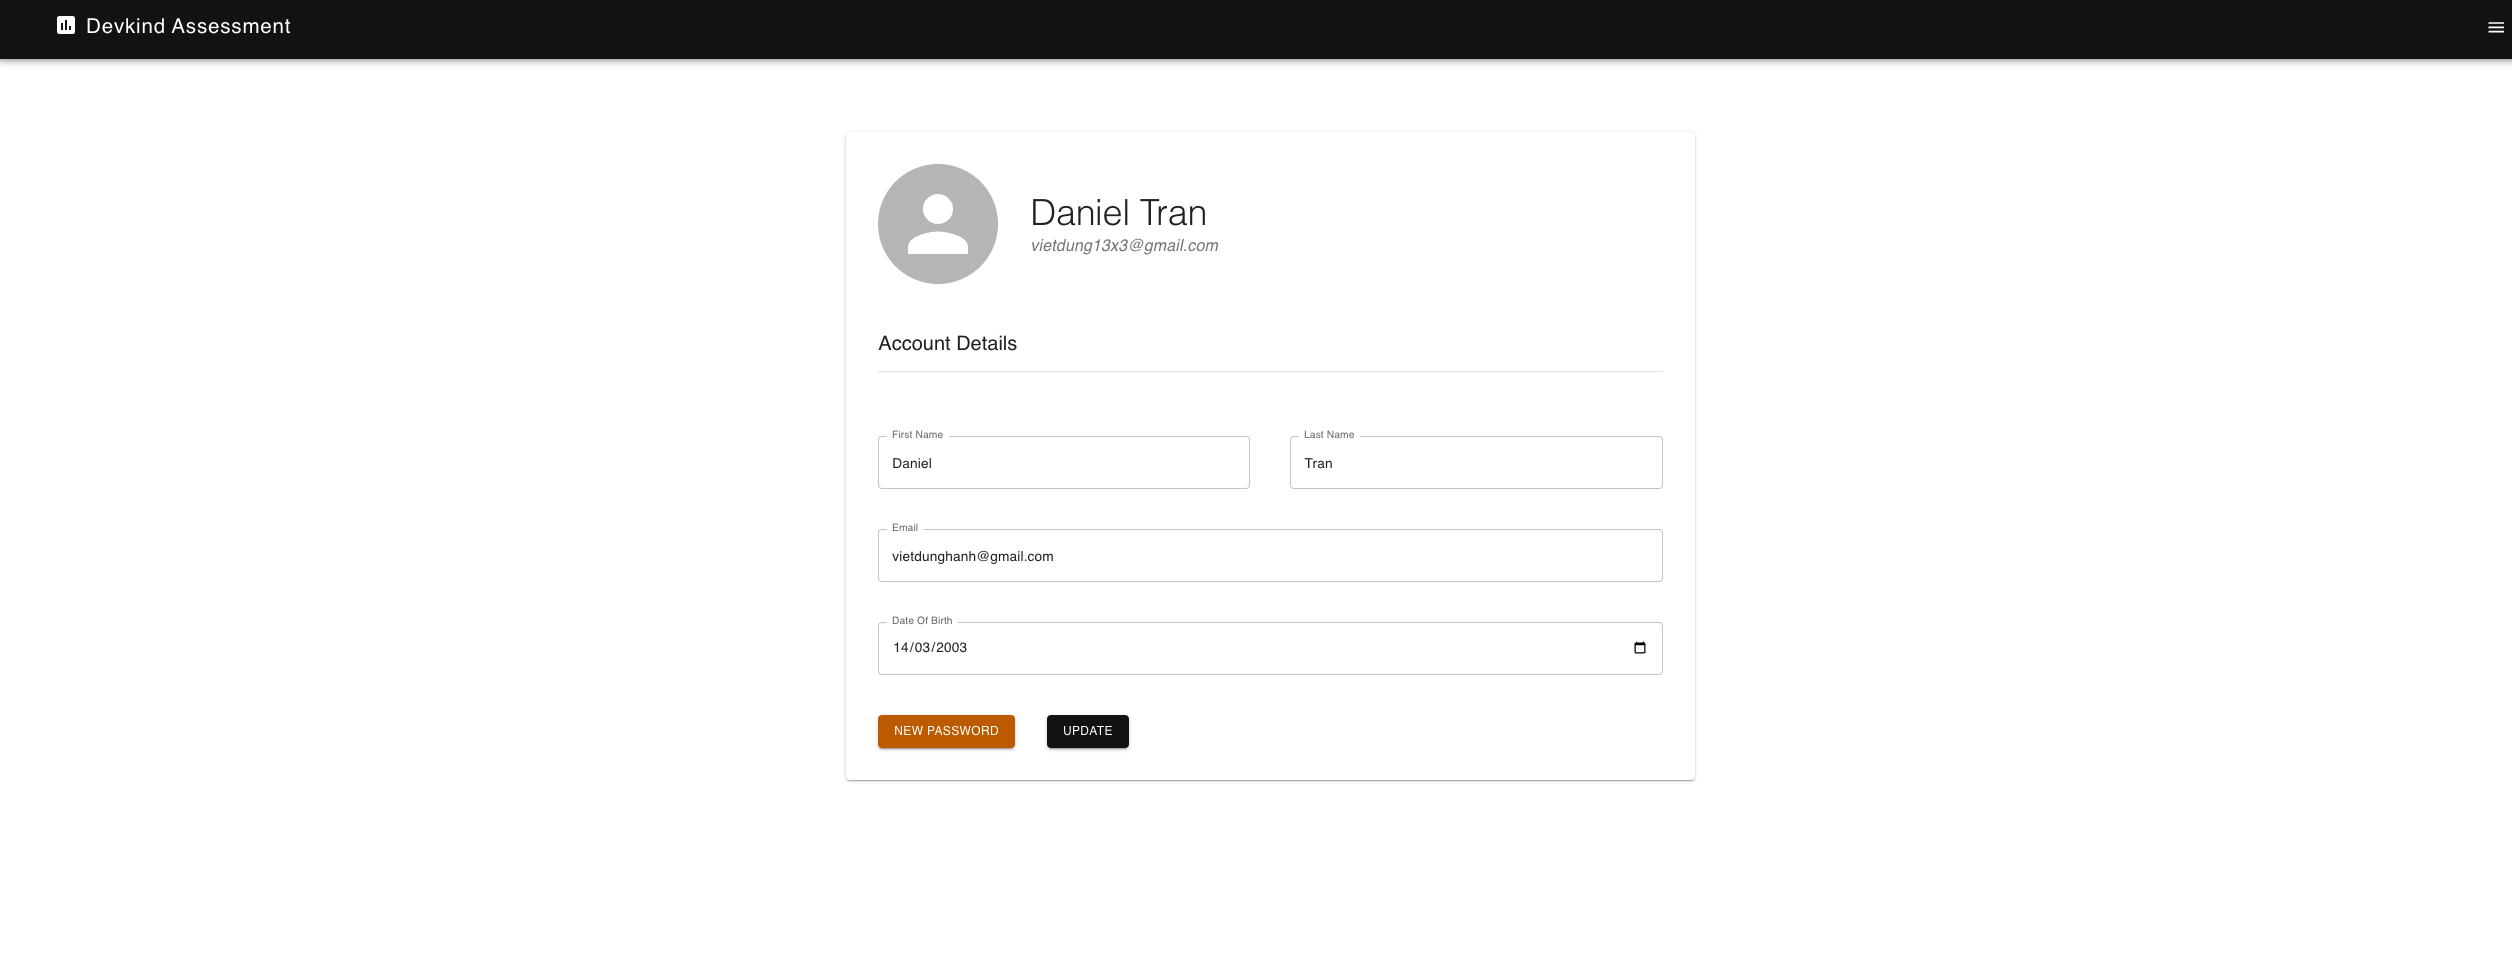 Devkind Assessment
Daniel Tran
vietdung13x3@gmail.com
Account Details
First Name
Daniel
Last Name
Tran
Email
vietdunghanh@gmail.com
Date Of Birth
14/03/2003
NEW PASSWORD
UPDATE